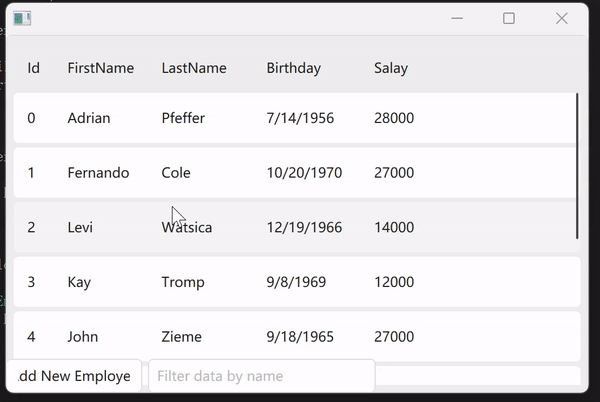 Id FirstName LastName Birthday Salay
0 Adrian Pfeffer 7/14/1956 28000
1 Fernando Cole 10/20/1970 27000
2 Levi Watsica 12/19/1966 14000
3 Kay Tromp 9/8/1969 12000
4 John Zieme 9/18/1965 27000
dd New Employe Filter data by name